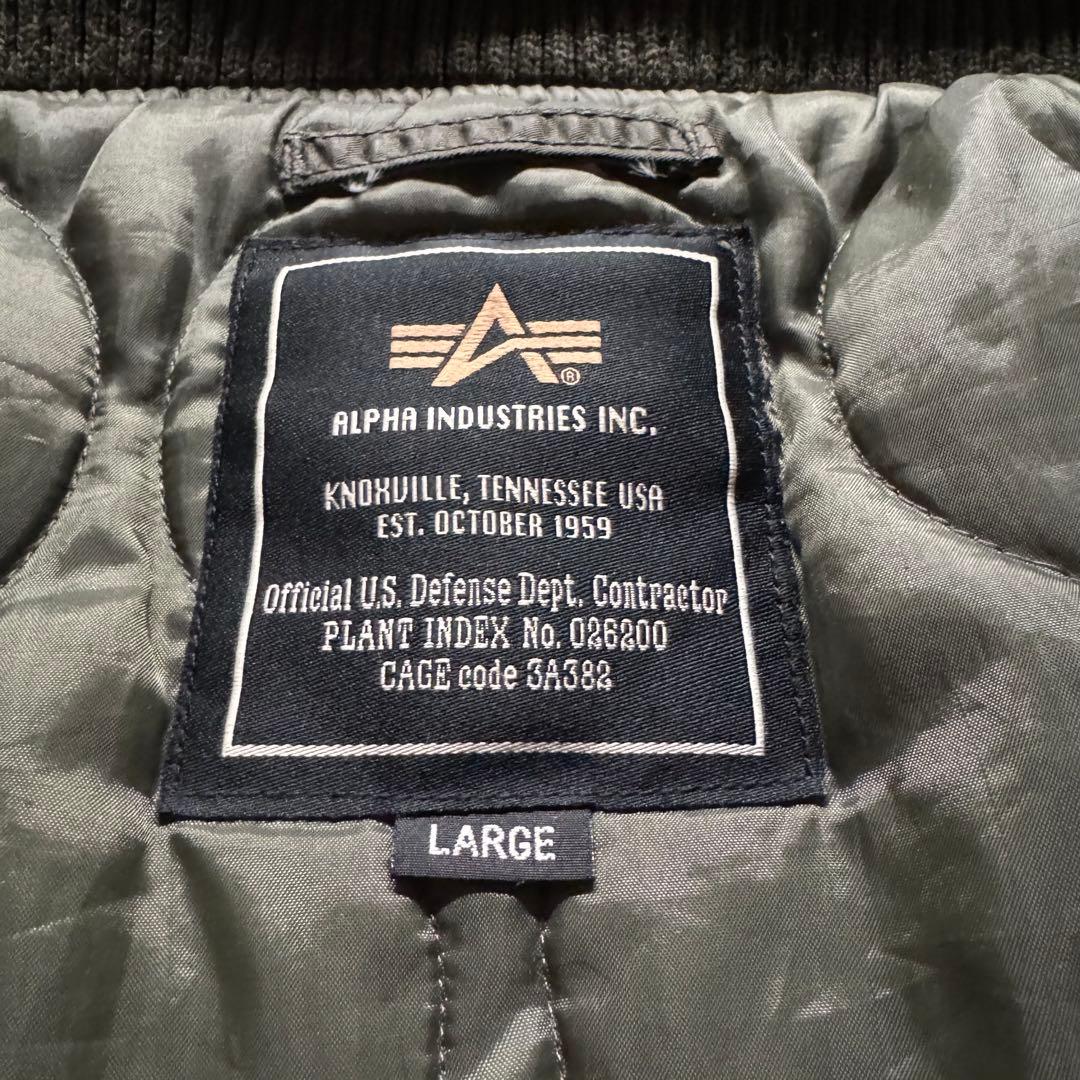 ALPHA INDUSTRIES INC.
KNOXVILLE, TENNESSEE USA
EST. OCTOBER 1959
Official U.S. Defense Dept. Contractor
PLANT INDEX No. 026200
CAGE code 3A382
LARGE